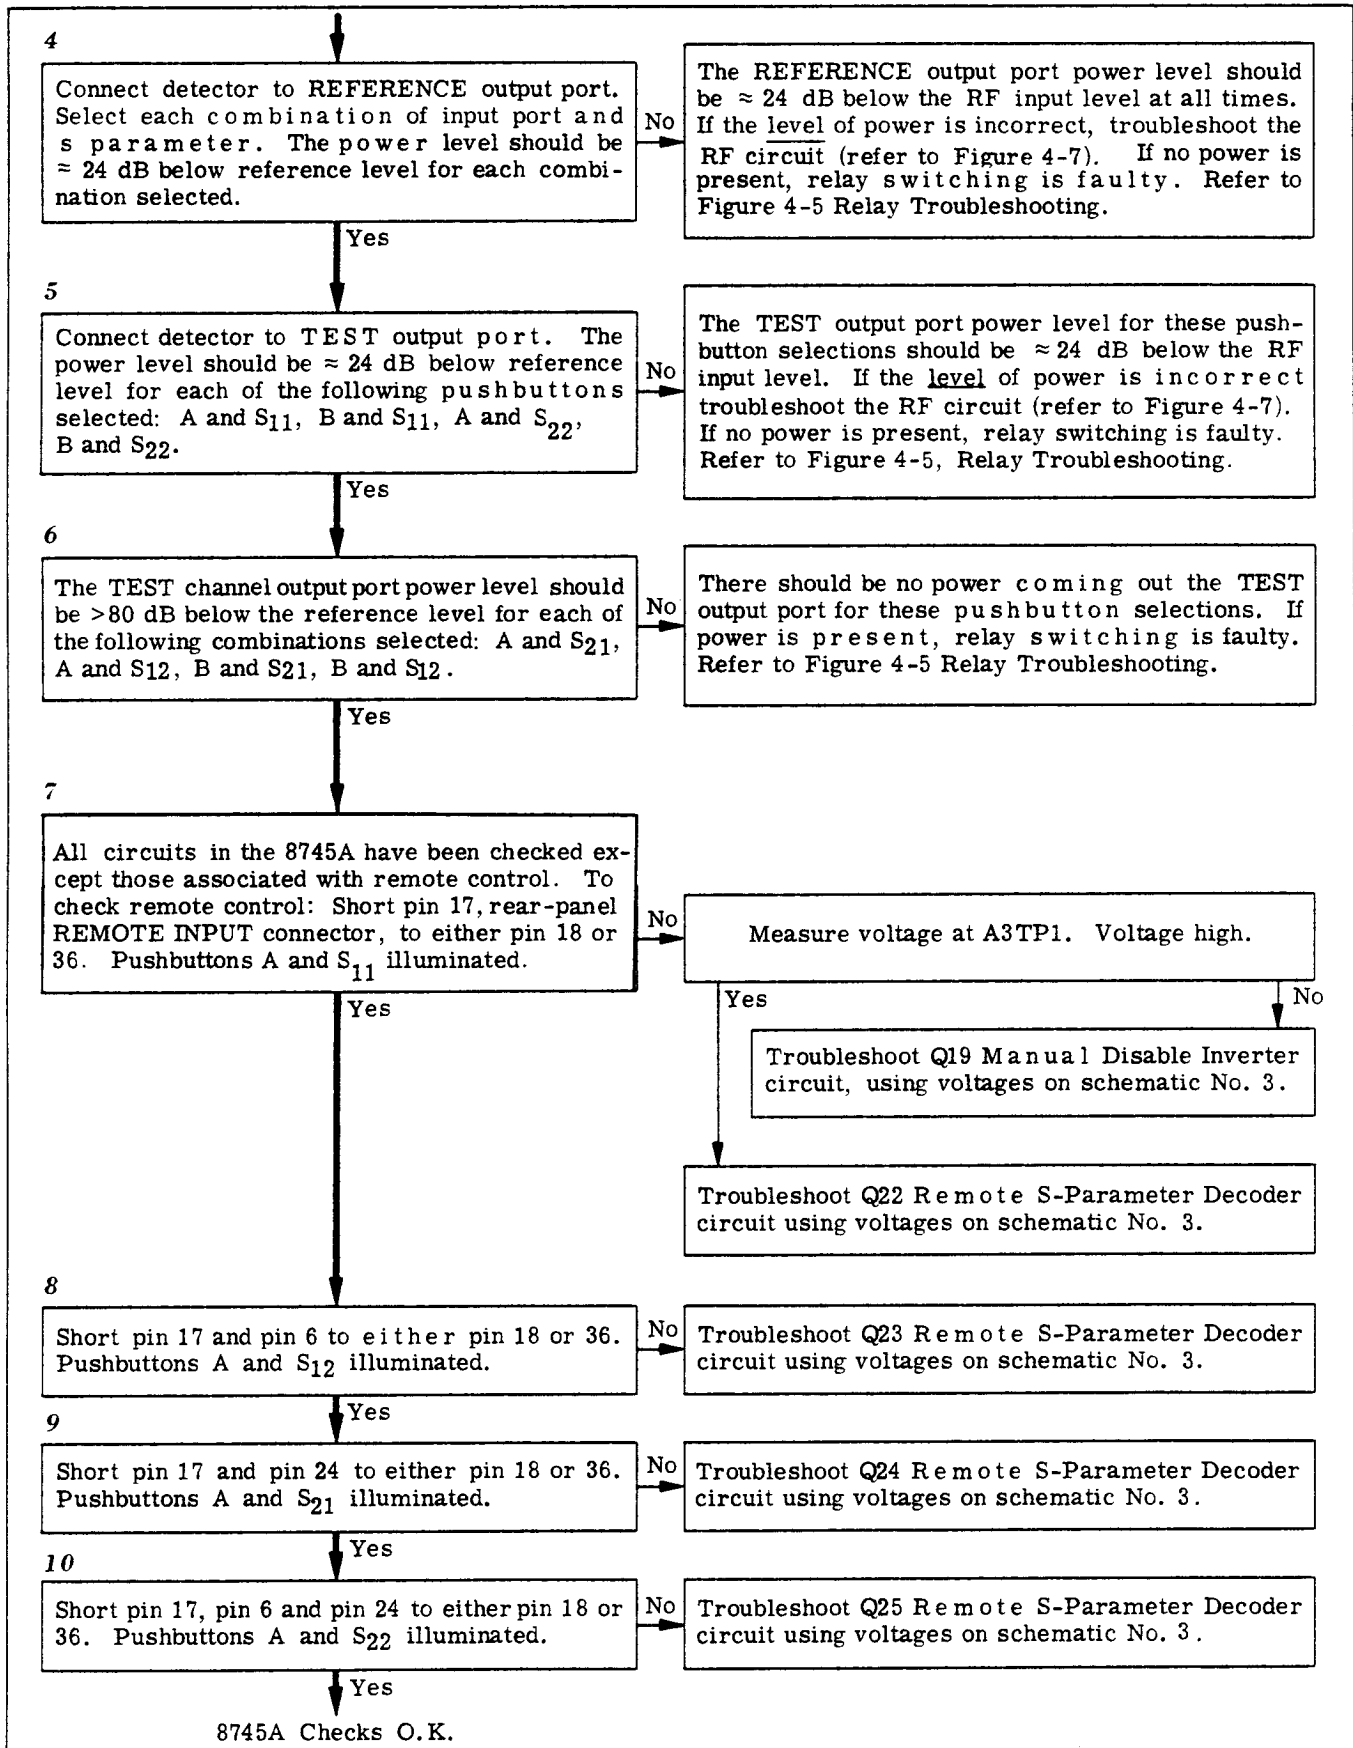 4
Connect detector to REFERENCE output port.
Select each combination of input port and
s parameter. The power level should be
≈ 24 dB below reference level for each combi-
nation selected.
No
The REFERENCE output port power level should
be ≈ 24 dB below the RF input level at all times.
If the level of power is incorrect, troubleshoot the
RF circuit (refer to Figure 4-7). If no power is
present, relay switching is faulty. Refer to
Figure 4-5 Relay Troubleshooting.
Yes
5
Connect detector to TEST output port. The
power level should be ≈ 24 dB below reference
level for each of the following pushbuttons
selected: A and S11, B and S11, A and S22,
B and S22.
No
The TEST output port power level for these push-
button selections should be ≈ 24 dB below the RF
input level. If the level of power is incorrect
troubleshoot the RF circuit (refer to Figure 4-7).
If no power is present, relay switching is faulty.
Refer to Figure 4-5, Relay Troubleshooting.
Yes
6
The TEST channel output port power level should
be >80 dB below the reference level for each of
the following combinations selected: A and S21,
A and S12, B and S21, B and S12.
No
There should be no power coming out the TEST
output port for these pushbutton selections. If
power is present, relay switching is faulty.
Refer to Figure 4-5 Relay Troubleshooting.
Yes
7
All circuits in the 8745A have been checked ex-
cept those associated with remote control. To
check remote control: Short pin 17, rear-panel
REMOTE INPUT connector, to either pin 18 or
36. Pushbuttons A and S11 illuminated.
No
Measure voltage at A3TP1. Voltage high.
Yes
No
Troubleshoot Q19 Manual Disable Inverter
circuit, using voltages on schematic No. 3.
Troubleshoot Q22 Remote S-Parameter Decoder
circuit using voltages on schematic No. 3.
Yes
8
Short pin 17 and pin 6 to either pin 18 or 36.
Pushbuttons A and S12 illuminated.
No
Troubleshoot Q23 Remote S-Parameter Decoder
circuit using voltages on schematic No. 3.
Yes
9
Short pin 17 and pin 24 to either pin 18 or 36.
Pushbuttons A and S21 illuminated.
No
Troubleshoot Q24 Remote S-Parameter Decoder
circuit using voltages on schematic No. 3.
Yes
10
Short pin 17, pin 6 and pin 24 to either pin 18 or
36. Pushbuttons A and S22 illuminated.
No
Troubleshoot Q25 Remote S-Parameter Decoder
circuit using voltages on schematic No. 3.
Yes
8745A Checks O.K.